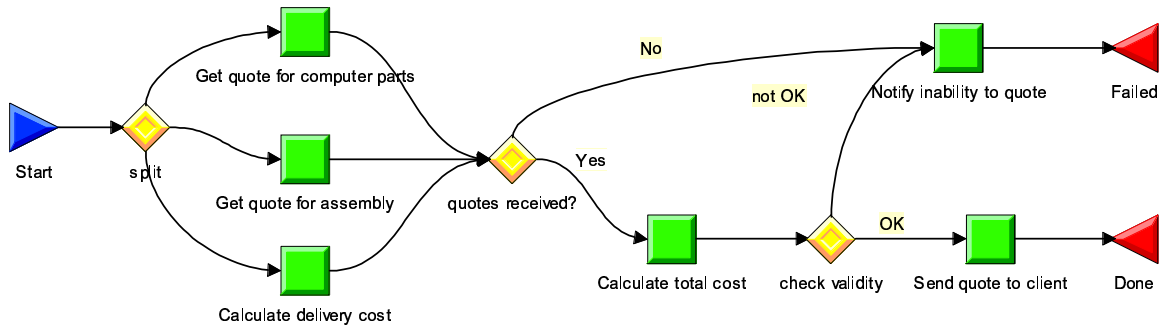 No
Get quote for computer parts
not OK
Notify inability to quote
Failed
Start
split
Yes
Get quote for assembly
quotes received?
OK
Calculate total cost
check validity
Send quote to client
Done
Calculate delivery cost